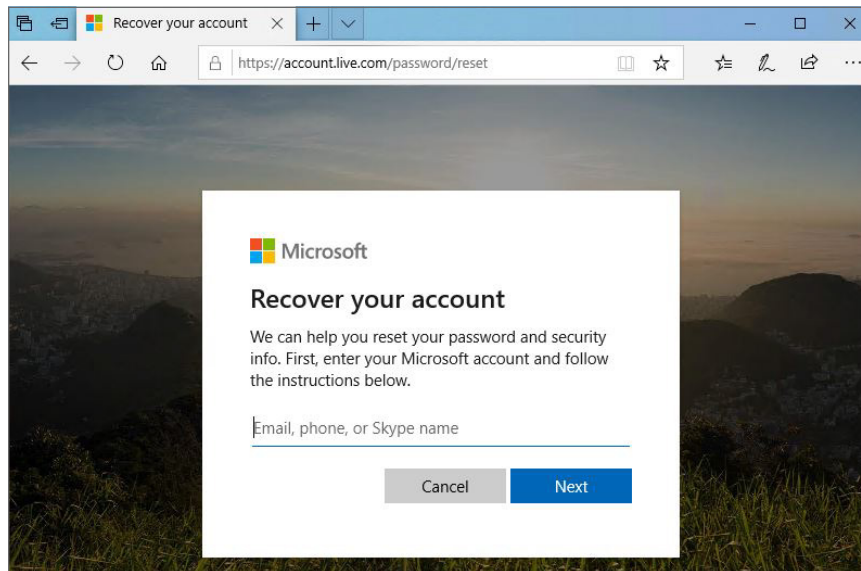 Recover your account
https://account.live.com/password/reset
Microsoft
Recover your account
We can help you reset your password and security
info. First, enter your Microsoft account and follow
the instructions below.
Email, phone, or Skype name
Cancel Next